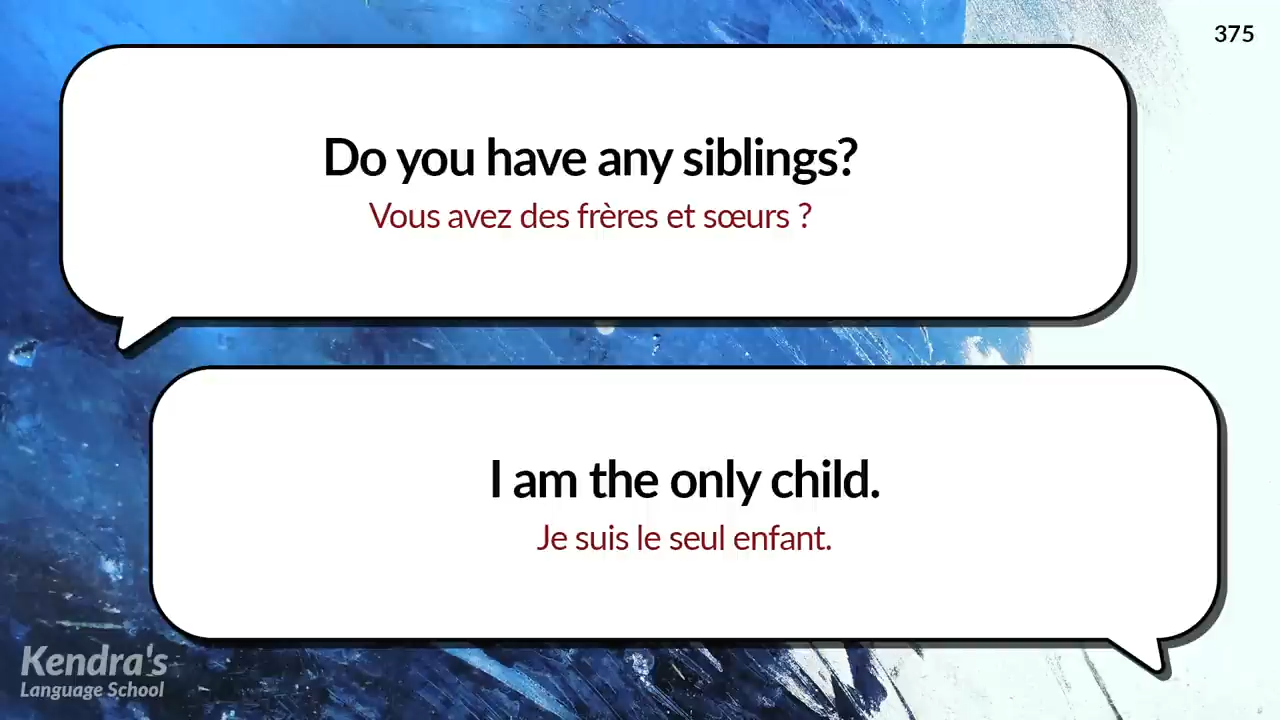 375
Do you have any siblings?
Vous avez des frères et sœurs ?
I am the only child.
Je suis le seul enfant.
Kendra's
Language School